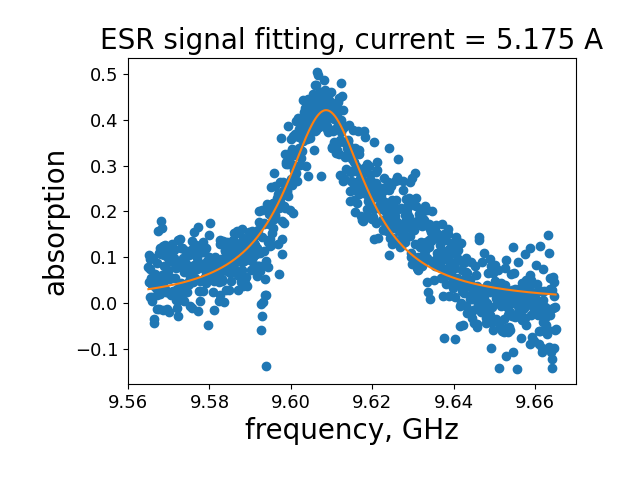 ESR signal fitting, current = 5.175 A
0.5
0.4
0.3
0.2
0.1
0.0
−0.1
absorption
9.56 9.58 9.60 9.62 9.64 9.66
frequency, GHz